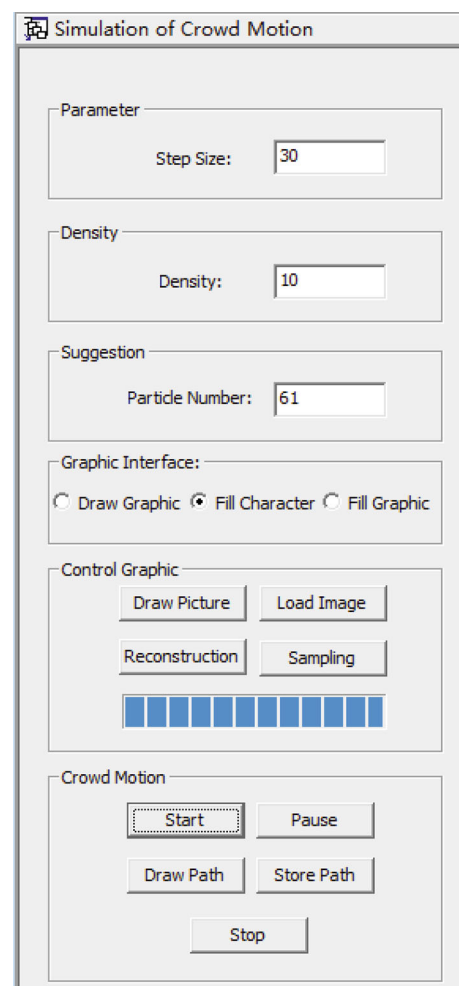 Simulation of Crowd Motion
Parameter
Step Size: 30
Density
Density: 10
Suggestion
Particle Number: 61
Graphic Interface:
Draw Graphic Fill Character Fill Graphic
Control Graphic
Draw Picture Load Image
Reconstruction Sampling
Crowd Motion
Start Pause
Draw Path Store Path
Stop